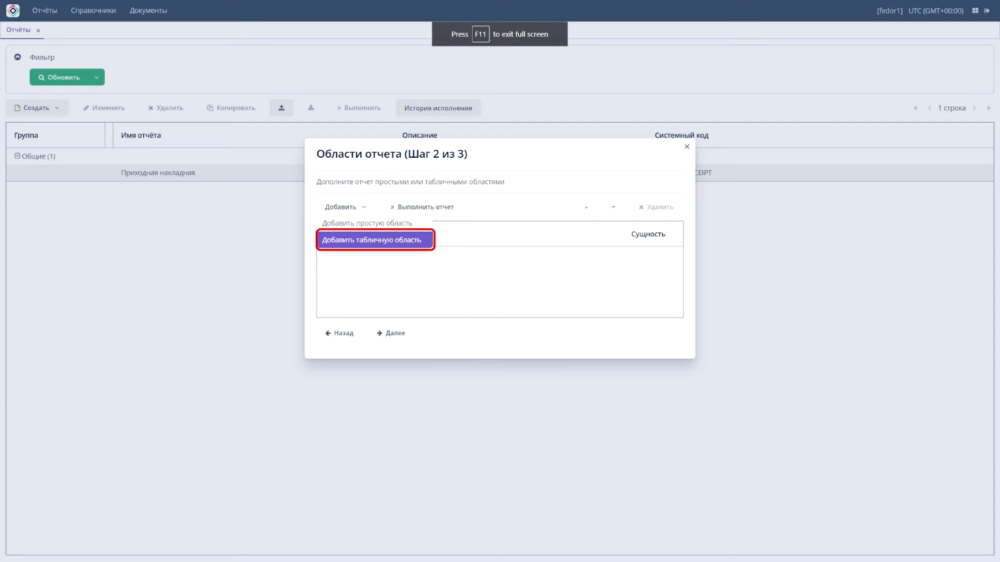 Отчёты Справочники Документы [fedor1] UTC (GMT+00:00)
Отчёты x
Press F11 to exit full screen
Фильтр
Обновить
Создать Изменить Удалить Копировать Выполнить История исполнения 1 строка
Группа Имя отчёта Описание Системный код
Общие (1)
Приходная накладная CEIPT
Области отчета (Шаг 2 из 3)
Дополните отчет простыми или табличными областями
Добавить Выполнить отчет Удалить
Добавить простую область
Добавить табличную область
Сущность
Назад Далее